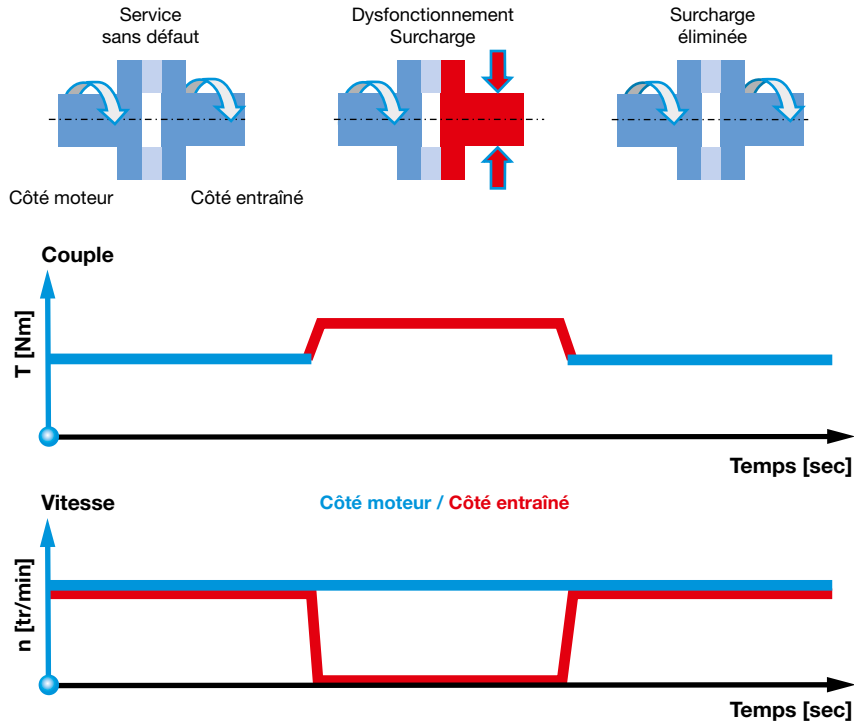 Service
sans défaut
Dysfonctionnement
Surcharge
Surcharge
éliminée
Côté moteur
Côté entraîné
Couple
T [Nm]
Temps [sec]
Vitesse
Côté moteur / Côté entraîné
n [tr/min]
Temps [sec]